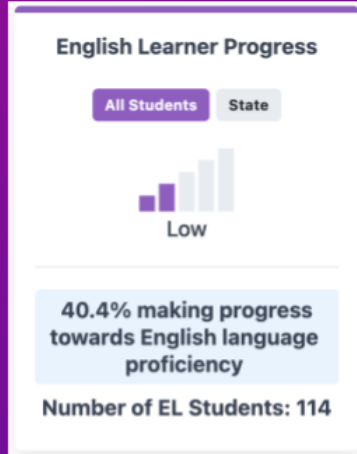 English Learner Progress
All Students State
Low
40.4% making progress
towards English language
proficiency
Number of EL Students: 114